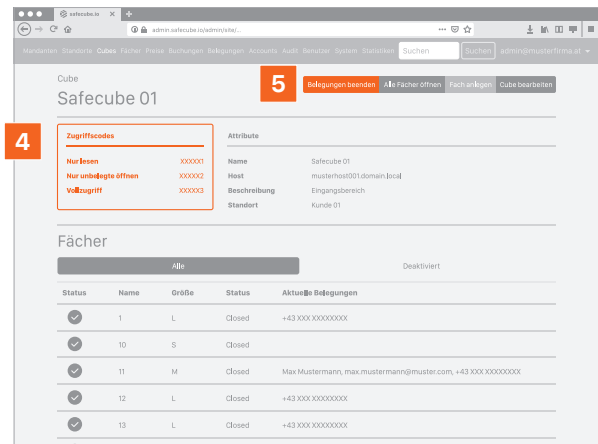 safecube.io
admin.safecube.io/admin/site/...
Mandanten Standorte Cubes Fächer Preise Buchungen Belegungen Accounts Audit Benutzer System Statistiken Suchen Suchen admin@musterfirma.at
Cube
Safecube 01
5
Belegungen beenden Alle Fächer öffnen Fach anlegen Cube bearbeiten
4
Zugriffscodes
Nur lesen XXXXX1
Nur unbelegte öffnen XXXXX2
Vollzugriff XXXXX3
Attribute
Name Safecube 01
Host musterhost001.domain.local
Beschreibung Eingangsbereich
Standort Kunde 01
Fächer
Alle Deaktiviert
Status Name Größe Status Aktuelle Belegungen
1 L Closed +43 XXX XXXXXXXX
10 S Closed
11 M Closed Max Mustermann, max.mustermann@muster.com, +43 XXX XXXXXXXX
12 L Closed +43 XXX XXXXXXXX
13 L Closed +43 XXX XXXXXXXX